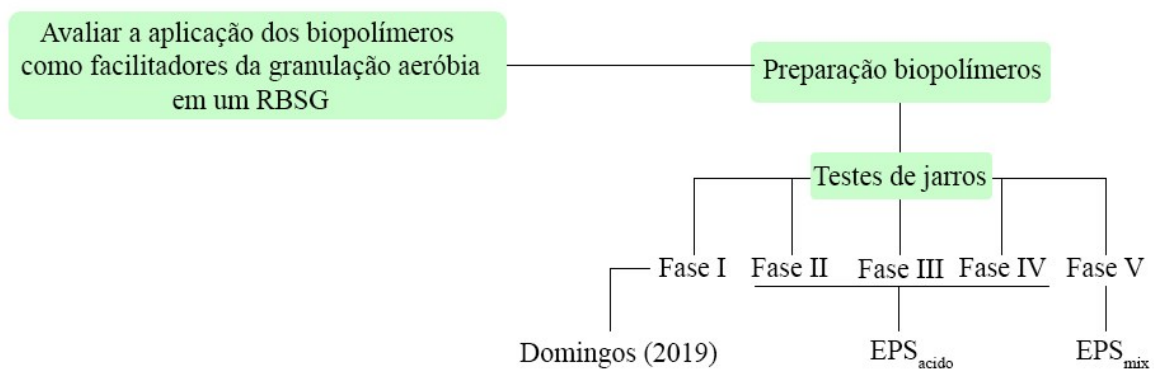 Avaliar a aplicação dos biopolímeros
como facilitadores da granulação aeróbia
em um RBSG
Preparação biopolímeros
Testes de jarros
Fase I
Fase II
Fase III
Fase IV
Fase V
Domingos (2019)
EPSacido
EPSmix